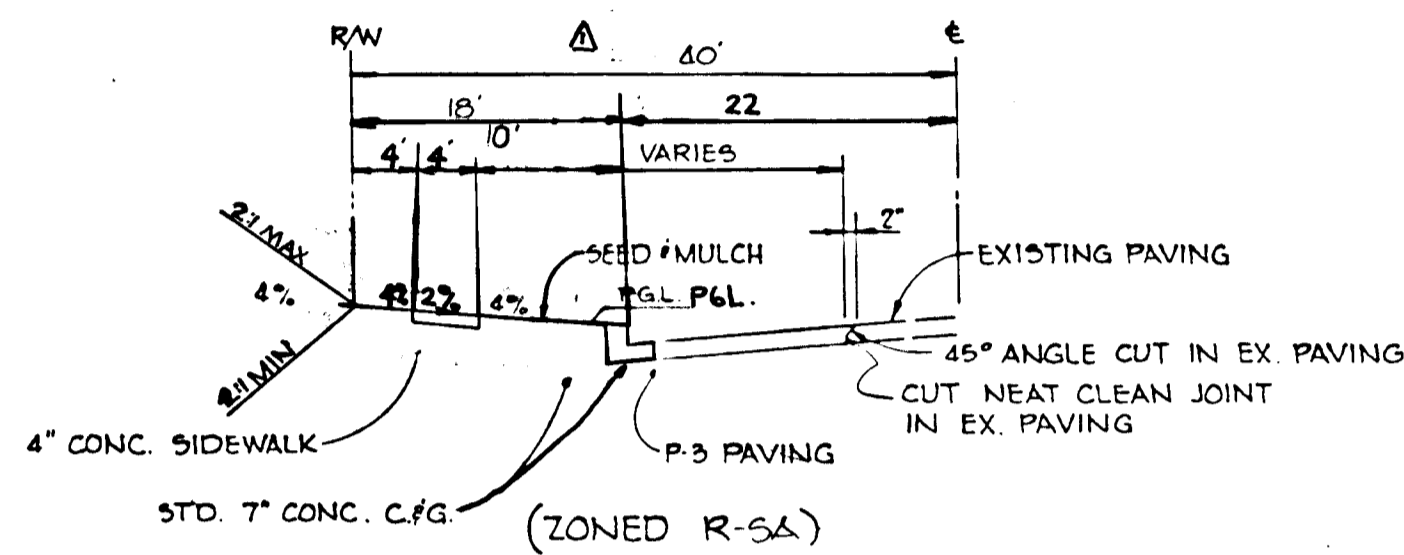 R/W
1
℄
40'
18'
22
10'
4' 4'
VARIES
2"
2:1 MAX
SEED & MULCH
EXISTING PAVING
4%
2%
4%
P.G.L. PGL.
2:1 MIN
45° ANGLE CUT IN EX. PAVING
CUT NEAT CLEAN JOINT
IN EX. PAVING
4" CONC. SIDEWALK
P-3 PAVING
STD. 7" CONC. C.&G.
(ZONED R-5A)